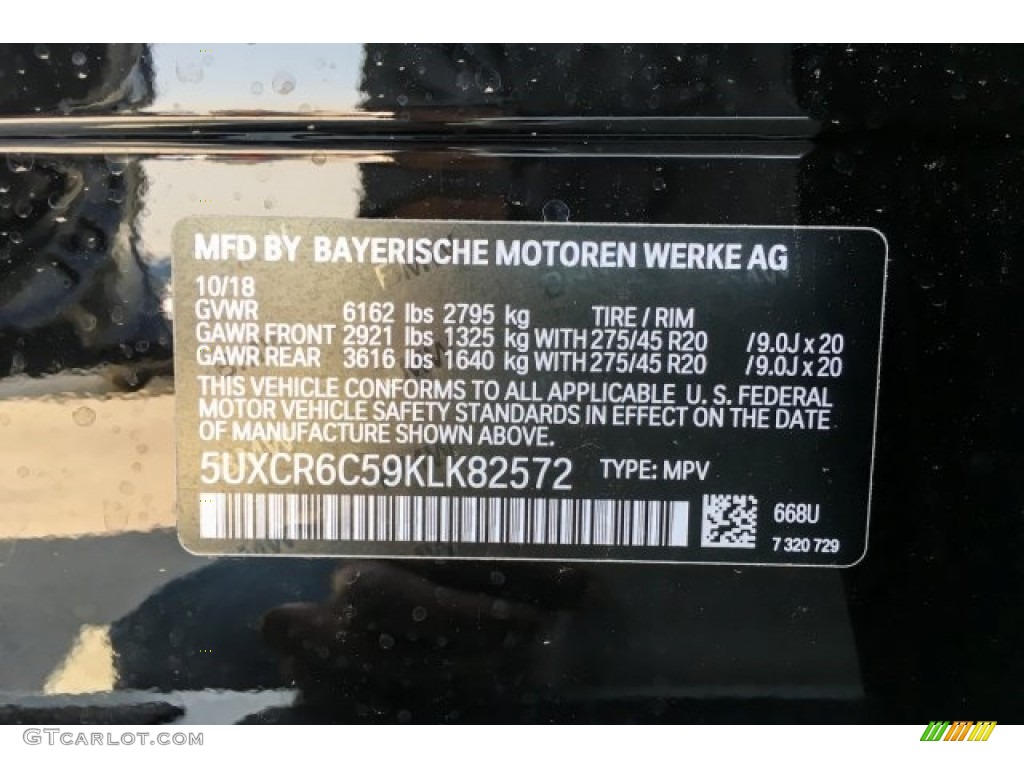 MFD BY BAYERISCHE MOTOREN WERKE AG
10/18
GVWR 6162 lbs 2795 kg TIRE / RIM
GAWR FRONT 2921 lbs 1325 kg WITH 275/45 R20 /9.0J x 20
GAWR REAR 3616 lbs 1640 kg WITH 275/45 R20 /9.0J x 20
THIS VEHICLE CONFORMS TO ALL APPLICABLE U. S. FEDERAL
MOTOR VEHICLE SAFETY STANDARDS IN EFFECT ON THE DATE
OF MANUFACTURE SHOWN ABOVE.
5UXCR6C59KLK82572 TYPE: MPV
668U
7 320 729
GTCarlot.com